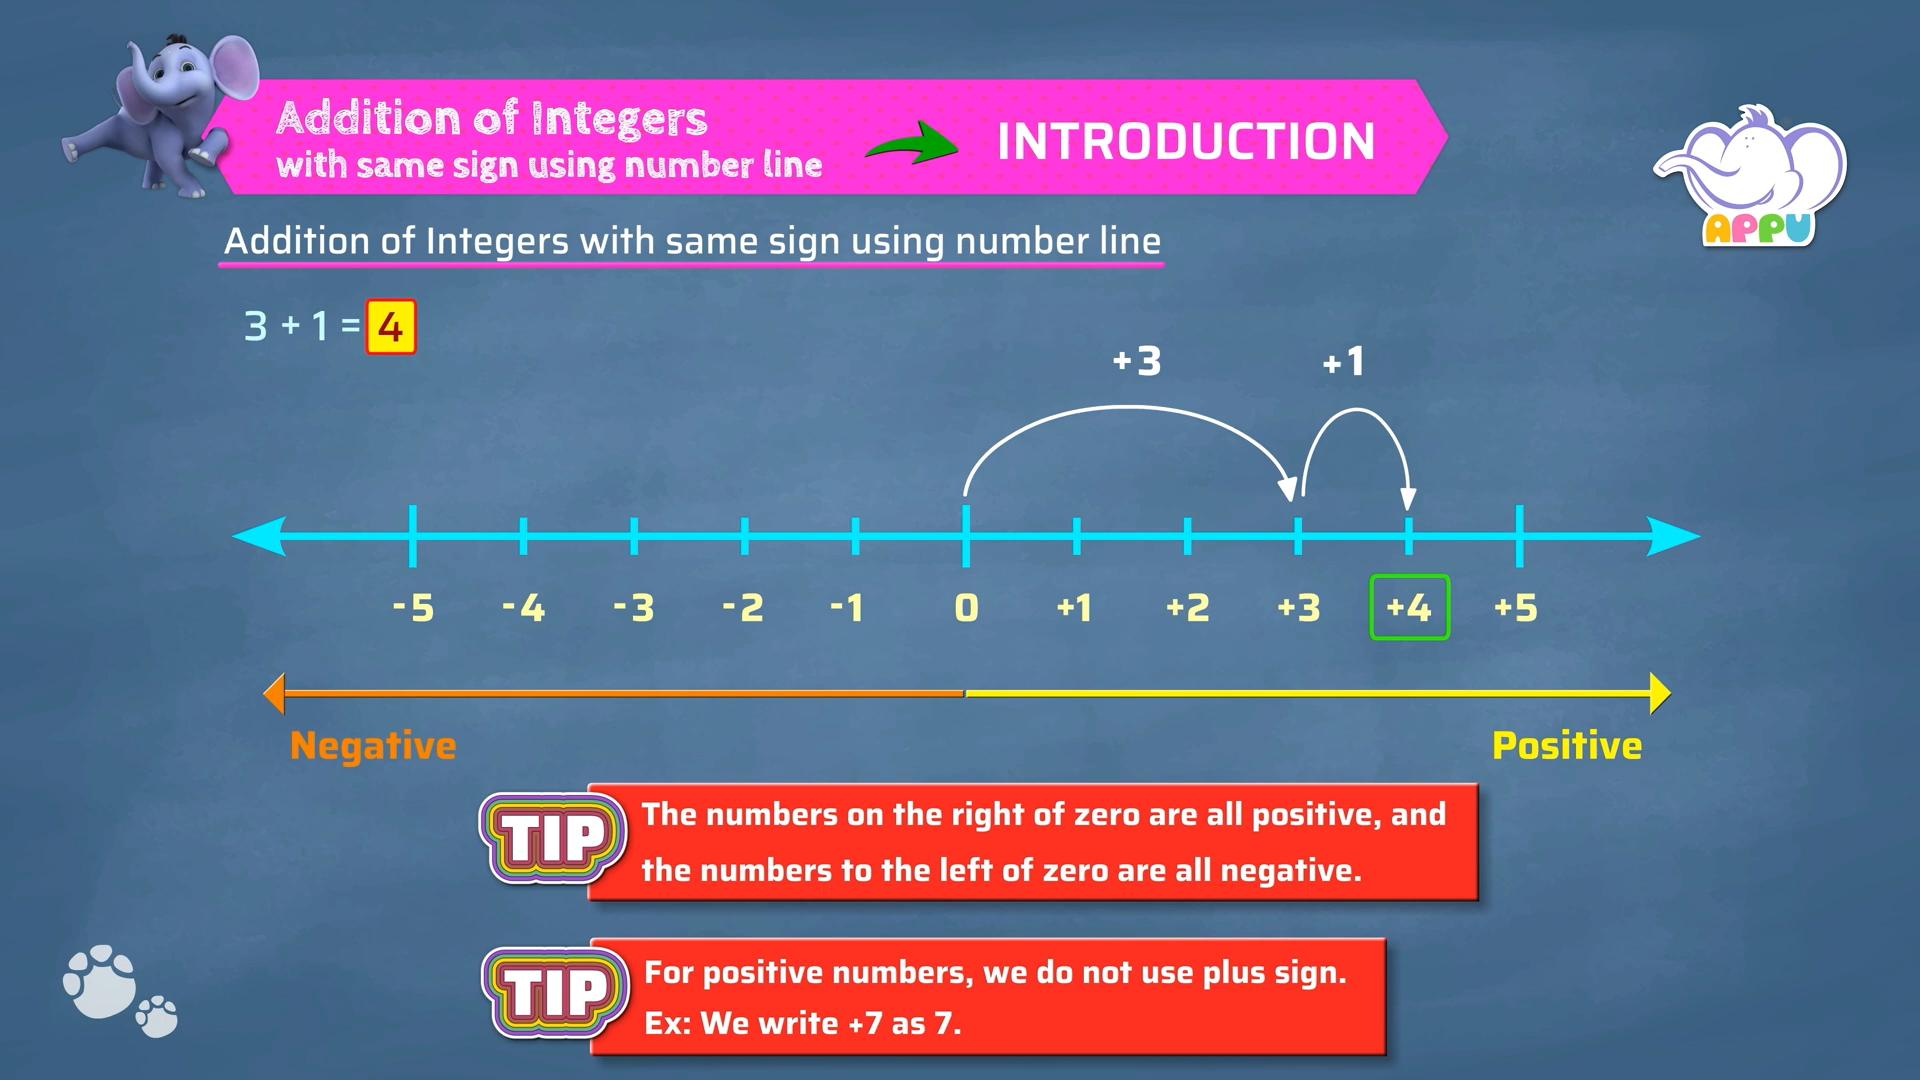 Addition of Integers
with same sign using number line
INTRODUCTION
APPU
Addition of Integers with same sign using number line
3 + 1 = 4
+3 +1
-5 -4 -3 -2 -1 0 +1 +2 +3 +4 +5
Negative Positive
TIP
The numbers on the right of zero are all positive, and
the numbers to the left of zero are all negative.
TIP
For positive numbers, we do not use plus sign.
Ex: We write +7 as 7.